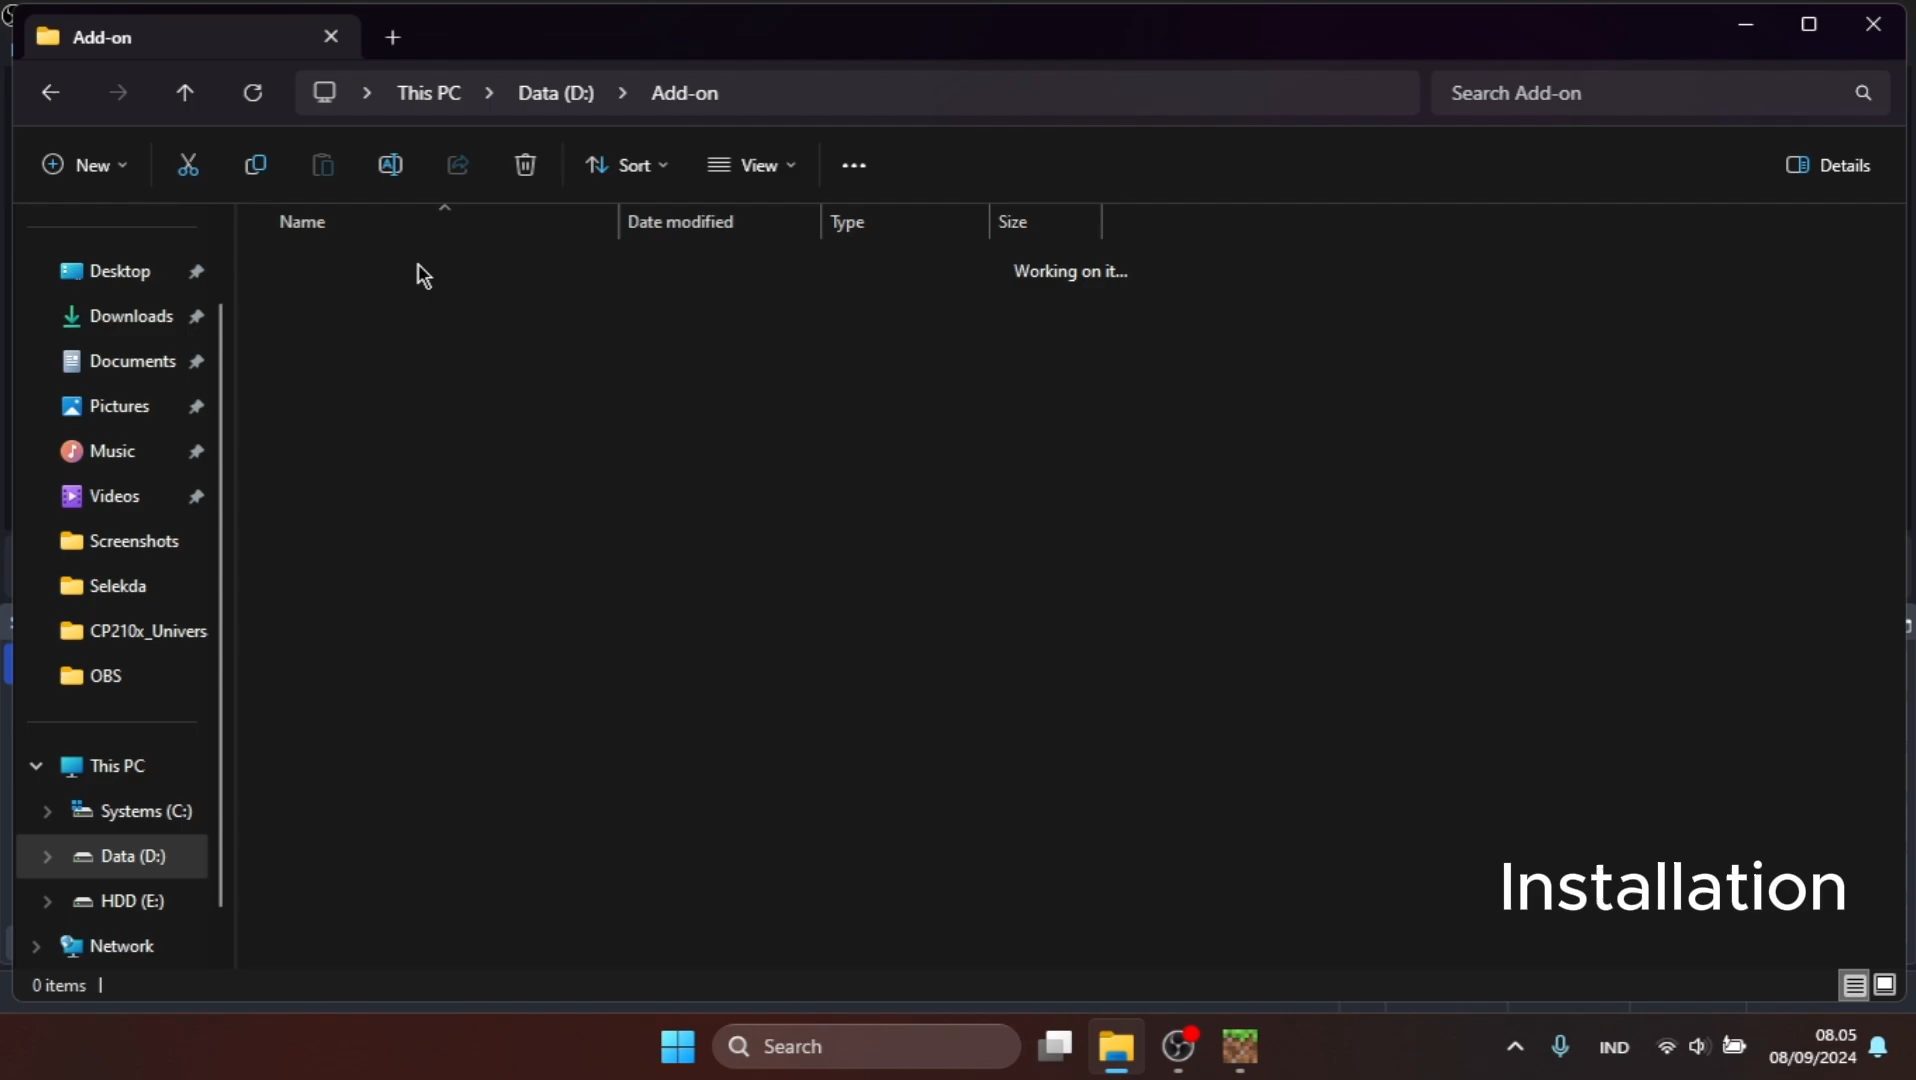 Add-on
This PC
Data (D:)
Add-on
Search Add-on
New
Sort
View
Details
Name
Date modified
Type
Size
Working on it...
Desktop
Downloads
Documents
Pictures
Music
Videos
Screenshots
Selekda
CP210x_Univers
OBS
This PC
Systems (C:)
Data (D:)
HDD (E:)
Network
Installation
0 items
Search
IND
08.05
08/09/2024